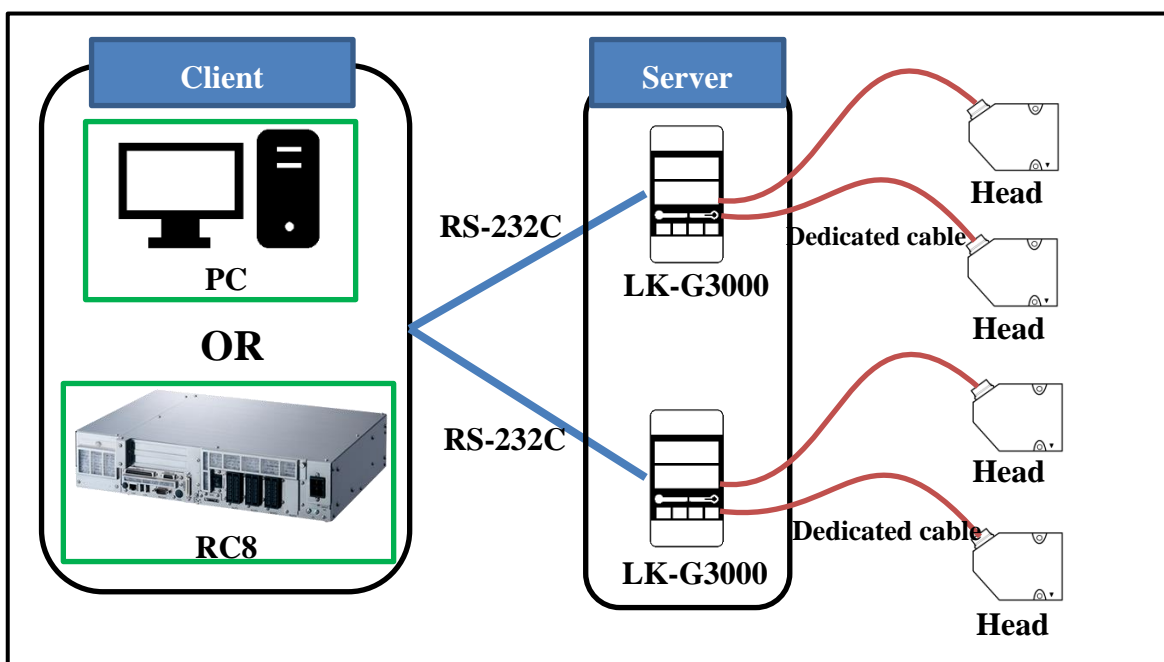 Client
PC
OR
RC8
RS-232C
RS-232C
Server
LK-G3000
LK-G3000
Head
Dedicated cable
Head
Head
Dedicated cable
Head